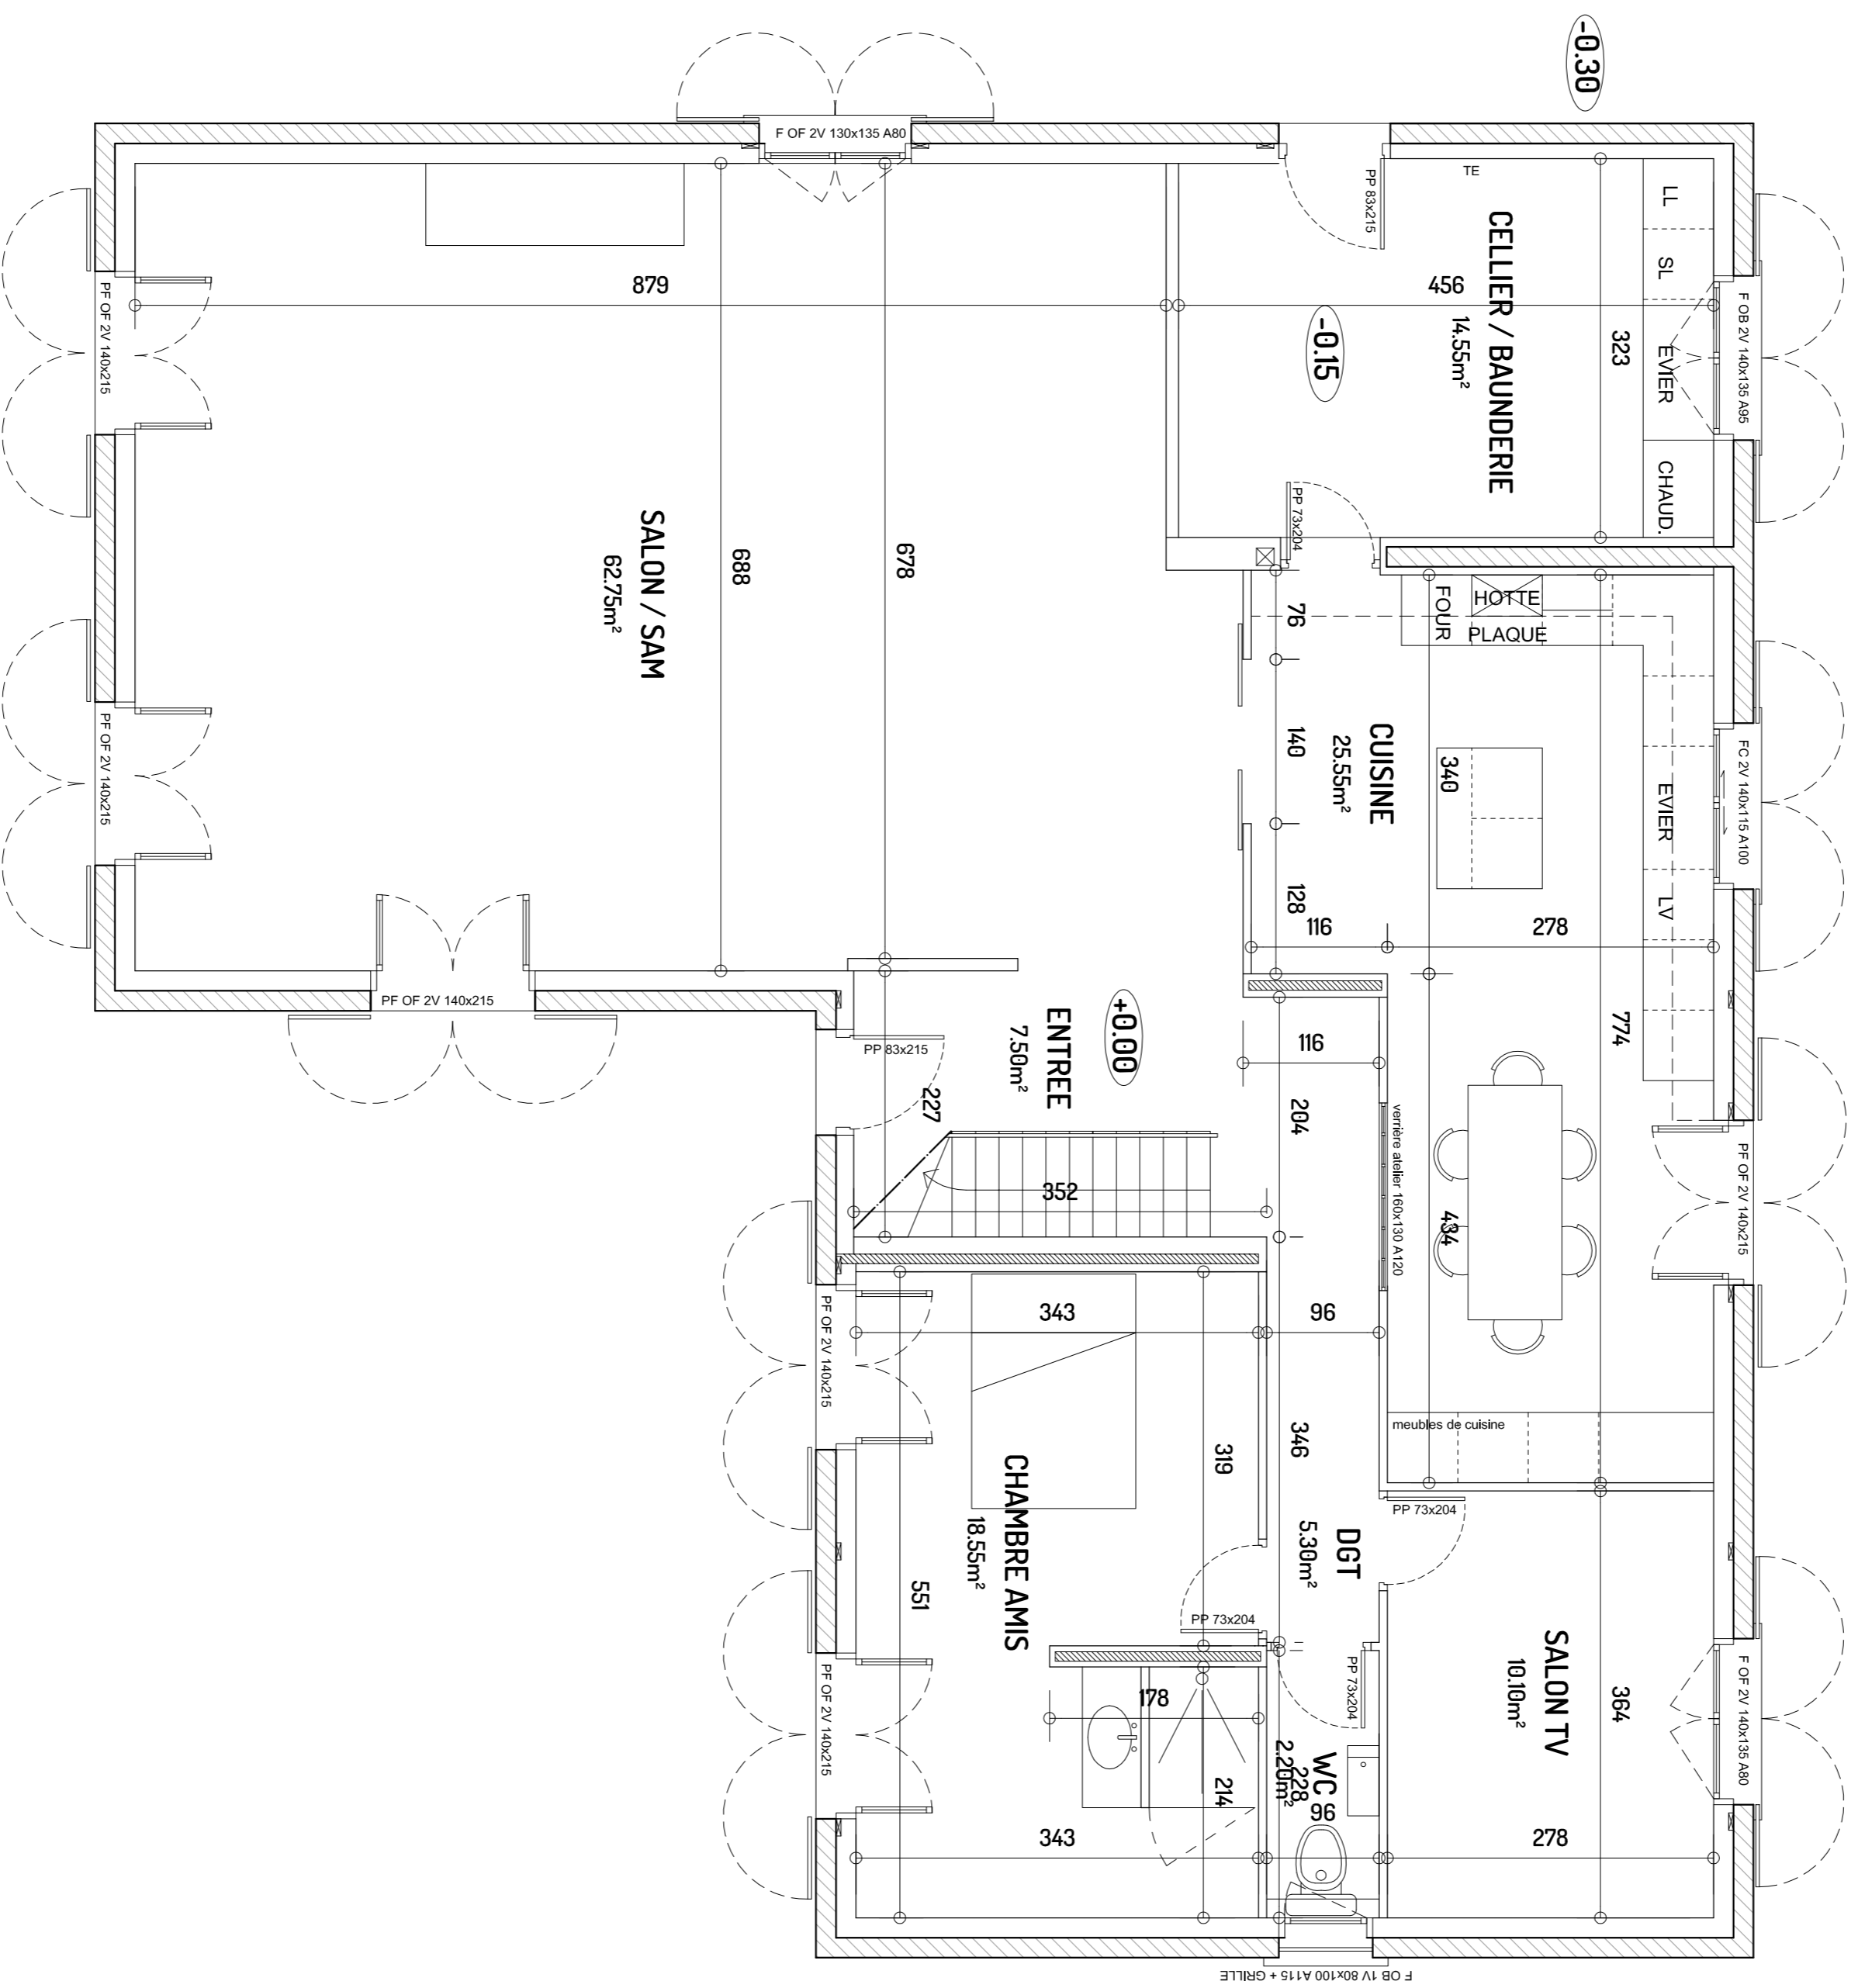 -0.30
F OF 2V 130x135 A80
PP 83x215
TE
LL
SL
EVIER
CHAUD.
F OB 2V 140x135 A95
CELLIER / BAUNDERIE
14.55m²
456
323
-0.15
PP 73x204
879
PF OF 2V 140x215
SALON / SAM
62.75m²
688
678
PF OF 2V 140x215
PF OF 2V 140x215
76
140
128
CUISINE
25.55m²
340
FOUR
HOTTE
PLAQUE
EVIER
LV
FC 2V 140x115 A100
116
278
774
434
PF OF 2V 140x215
verrière atelier 160x130 A120
meubles de cuisine
+0.00
ENTREE
7.50m²
PP 83x215
227
352
116
204
96
346
343
319
PF OF 2V 140x215
CHAMBRE AMIS
18.55m²
551
PP 73x204
PF OF 2V 140x215
DGT
5.30m²
PP 73x204
PP 73x204
SALON TV
10.10m²
364
F OF 2V 140x135 A80
178
214
WC
2.20m²
228
96
343
278
F OB 1V 80x100 A115 + GRILLE